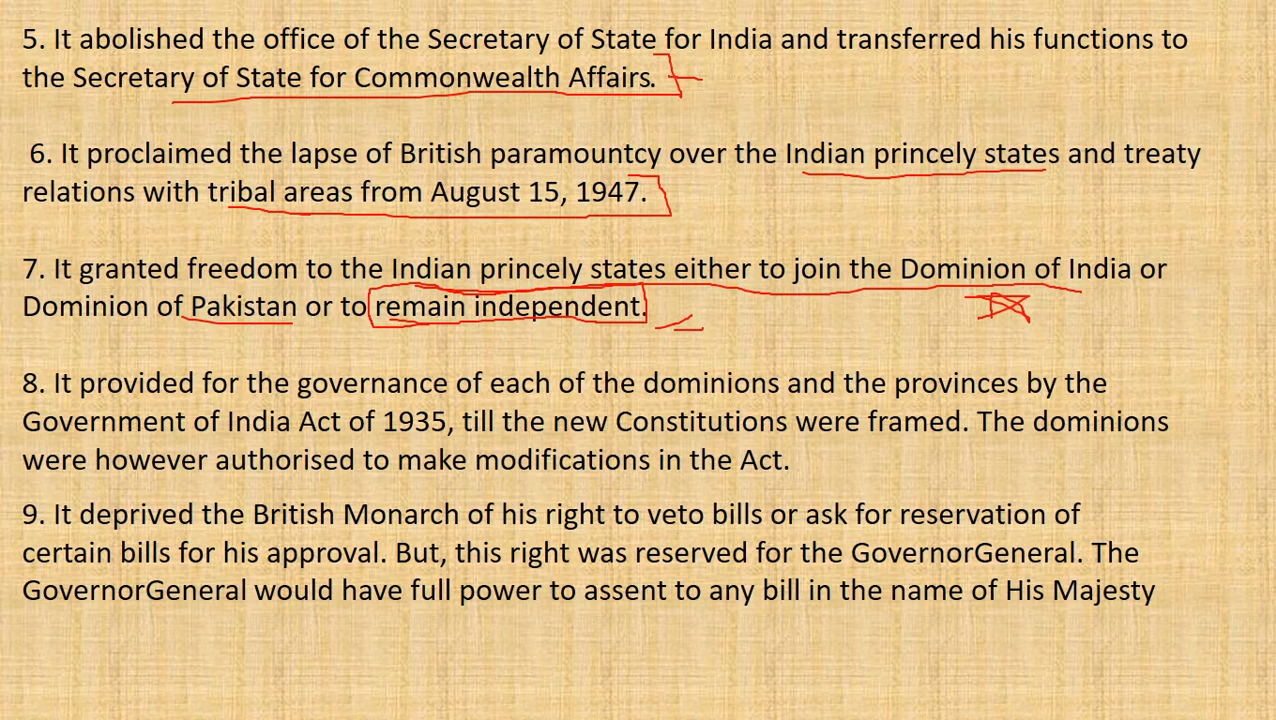 5. It abolished the office of the Secretary of State for India and transferred his functions to
the Secretary of State for Commonwealth Affairs.
6. It proclaimed the lapse of British paramountcy over the Indian princely states and treaty
relations with tribal areas from August 15, 1947.
7. It granted freedom to the Indian princely states either to join the Dominion of India or
Dominion of Pakistan or to remain independent.
8. It provided for the governance of each of the dominions and the provinces by the
Government of India Act of 1935, till the new Constitutions were framed. The dominions
were however authorised to make modifications in the Act.
9. It deprived the British Monarch of his right to veto bills or ask for reservation of
certain bills for his approval. But, this right was reserved for the GovernorGeneral. The
GovernorGeneral would have full power to assent to any bill in the name of His Majesty